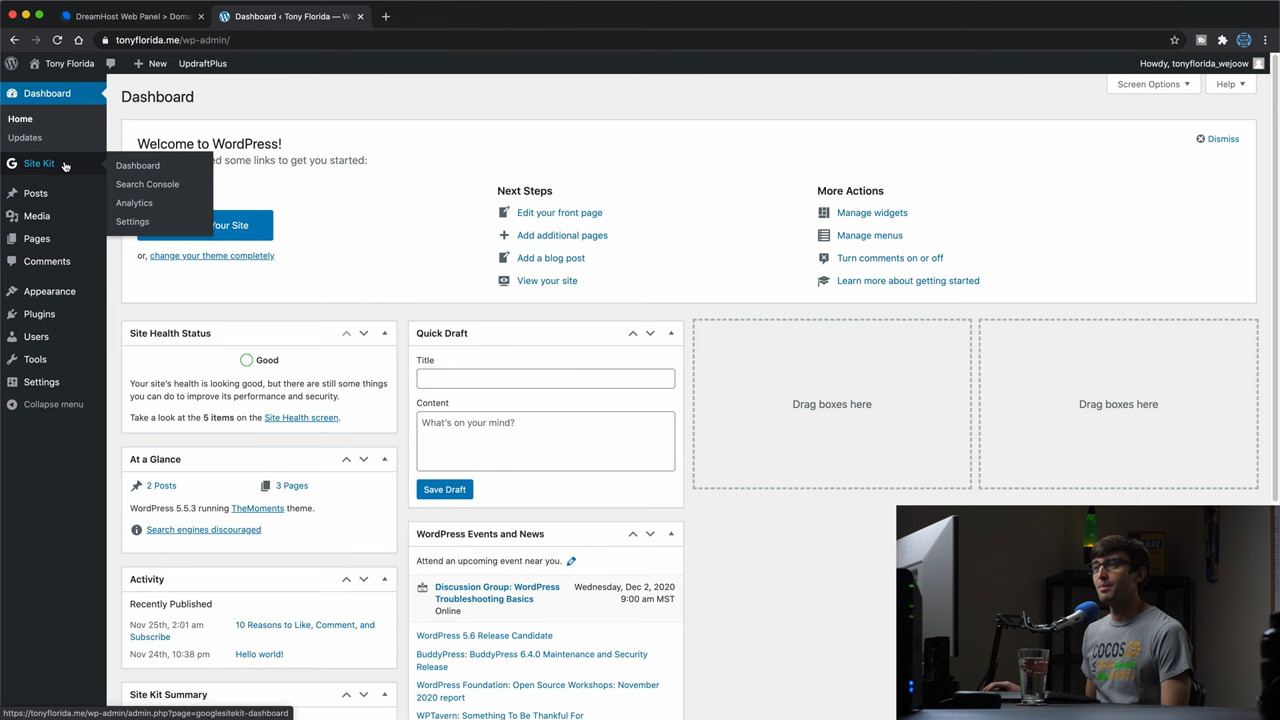 DreamHost Web Panel > Doma
Dashboard ‹ Tony Florida — W
tonyflorida.me/wp-admin/
Tony Florida
New
UpdraftPlus
Howdy, tonyflorida_wejoow
Dashboard
Home
Updates
Site Kit
Posts
Media
Pages
Comments
Appearance
Plugins
Users
Tools
Settings
Collapse menu
Dashboard
Search Console
Analytics
Settings
Dashboard
Screen Options
Help
Welcome to WordPress!
ed some links to get you started:
Dismiss
Your Site
or, change your theme completely
Next Steps
Edit your front page
Add additional pages
Add a blog post
View your site
More Actions
Manage widgets
Manage menus
Turn comments on or off
Learn more about getting started
Site Health Status
Good
Your site's health is looking good, but there are still some things
you can do to improve its performance and security.
Take a look at the 5 items on the Site Health screen.
At a Glance
2 Posts
3 Pages
WordPress 5.5.3 running TheMoments theme.
Search engines discouraged
Activity
Recently Published
Nov 25th, 2:01 am
10 Reasons to Like, Comment, and
Subscribe
Nov 24th, 10:38 pm
Hello world!
Site Kit Summary
Quick Draft
Title
Content
What's on your mind?
Save Draft
WordPress Events and News
Attend an upcoming event near you.
Discussion Group: WordPress
Troubleshooting Basics
Online
Wednesday, Dec 2, 2020
9:00 am MST
WordPress 5.6 Release Candidate
BuddyPress: BuddyPress 6.4.0 Maintenance and Security
Release
WordPress Foundation: Open Source Workshops: November
2020 report
WPTavern: Something To Be Thankful For
Drag boxes here
Drag boxes here
COCOS
https://tonyflorida.me/wp-admin/admin.php?page=googlesitekit-dashboard